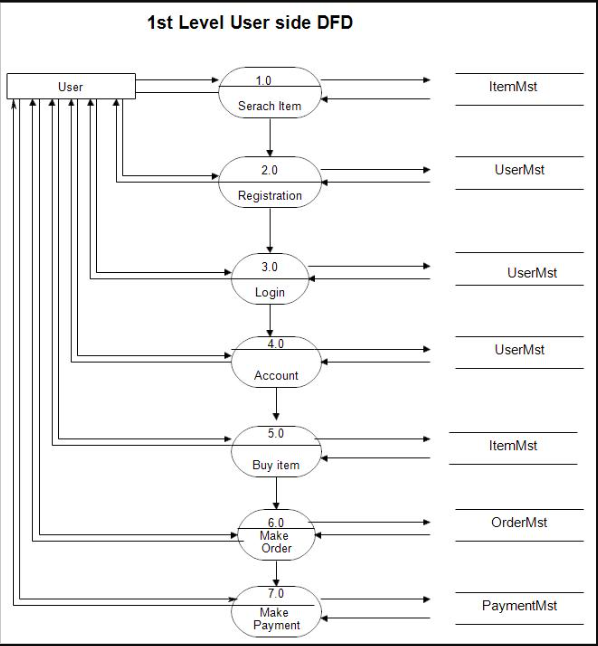 1st Level User side DFD
User
1.0
Serach Item
ItemMst
2.0
Registration
UserMst
3.0
Login
UserMst
4.0
Account
UserMst
5.0
Buy item
ItemMst
6.0
Make
Order
OrderMst
7.0
Make
Payment
PaymentMst